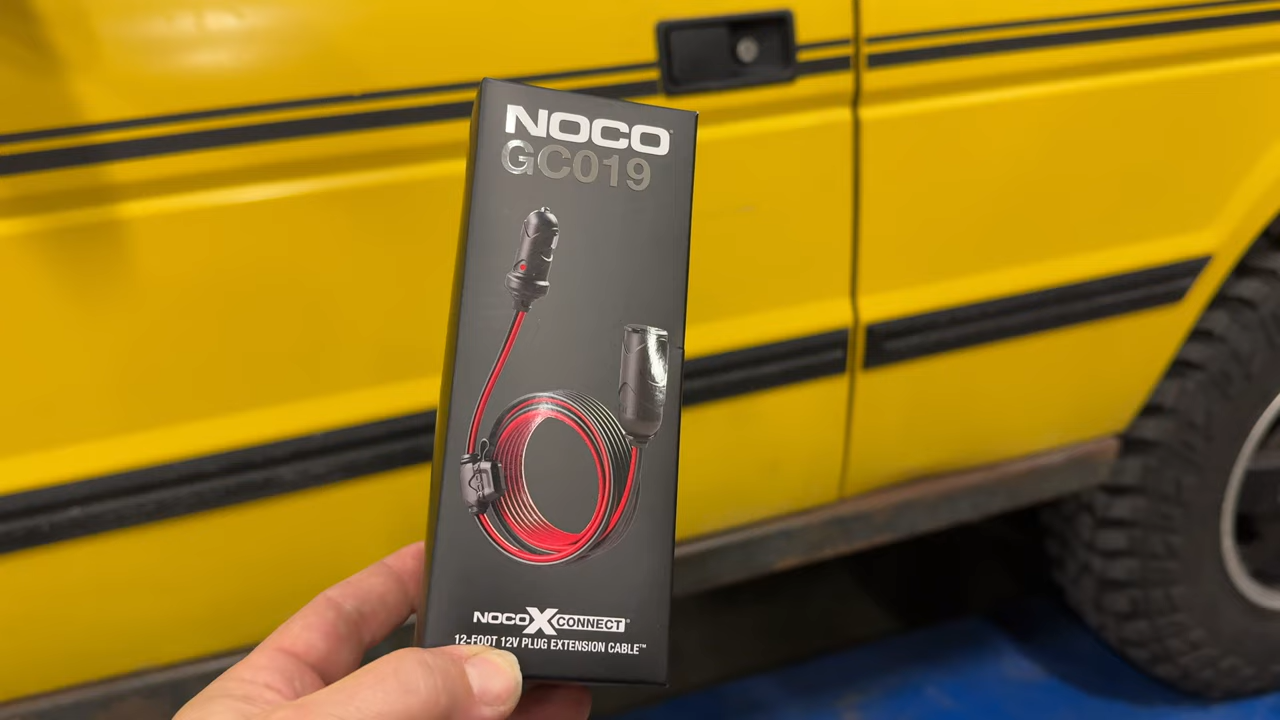 NOCO®
GC019
NOCO X CONNECT®
12-FOOT 12V PLUG EXTENSION CABLE™